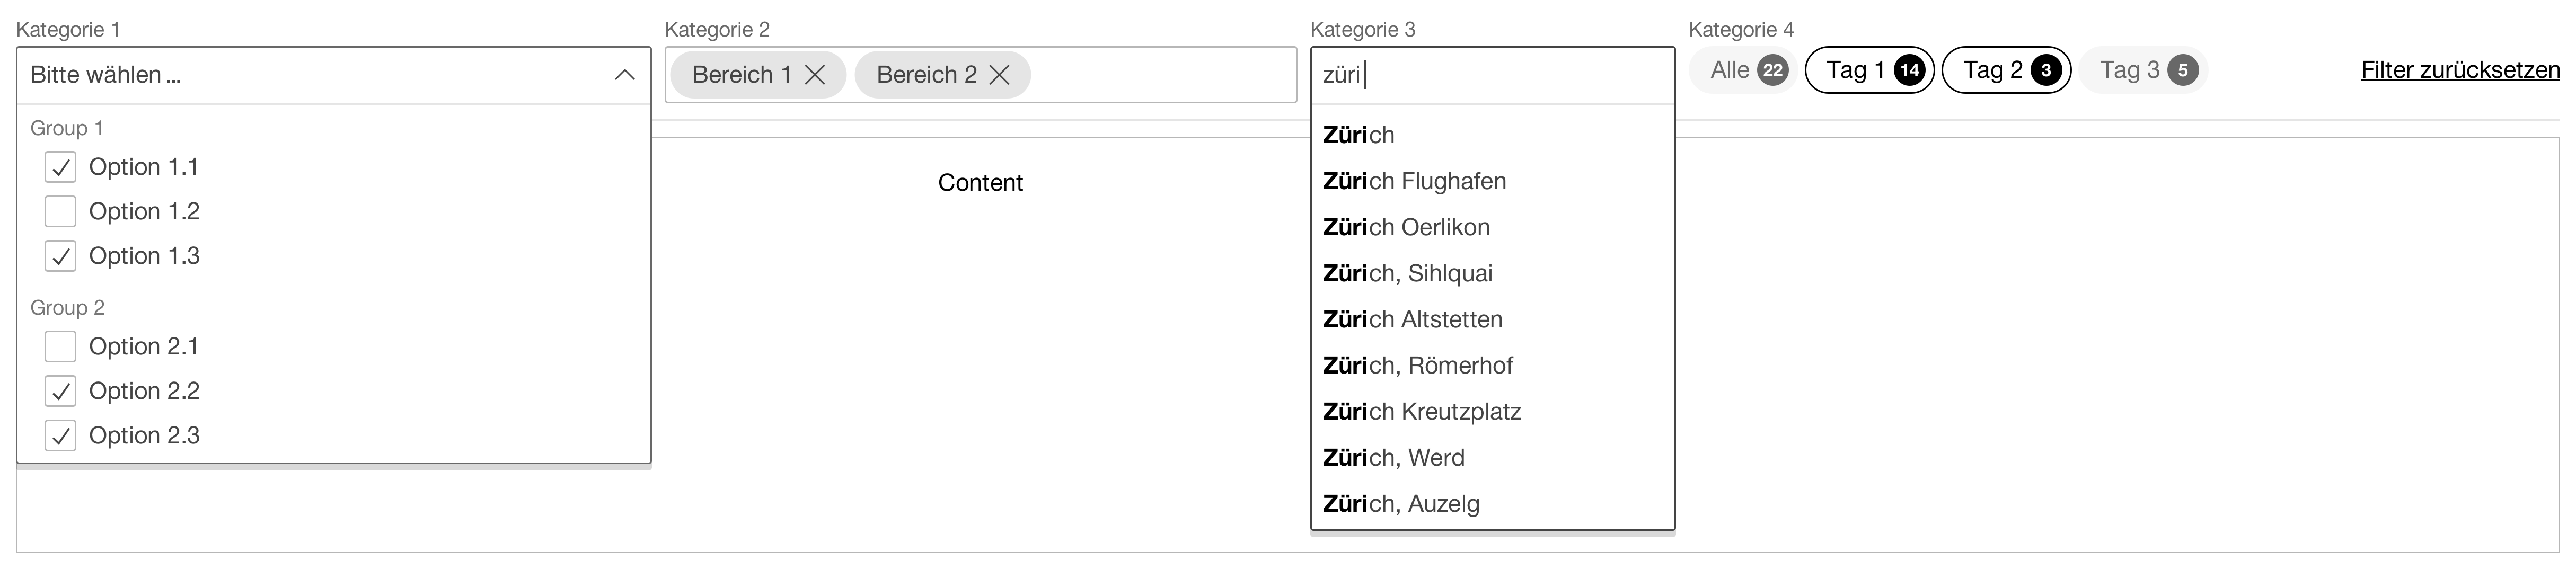 Kategorie 1
Bitte wählen ...
Group 1
Option 1.1
Option 1.2
Option 1.3
Group 2
Option 2.1
Option 2.2
Option 2.3
Kategorie 2
Bereich 1
Bereich 2
Content
Kategorie 3
züri
Zürich
Zürich Flughafen
Zürich Oerlikon
Zürich, Sihlquai
Zürich Altstetten
Zürich, Römerhof
Zürich Kreutzplatz
Zürich, Werd
Zürich, Auzelg
Kategorie 4
Alle 22
Tag 1 14
Tag 2 3
Tag 3 5
Filter zurücksetzen